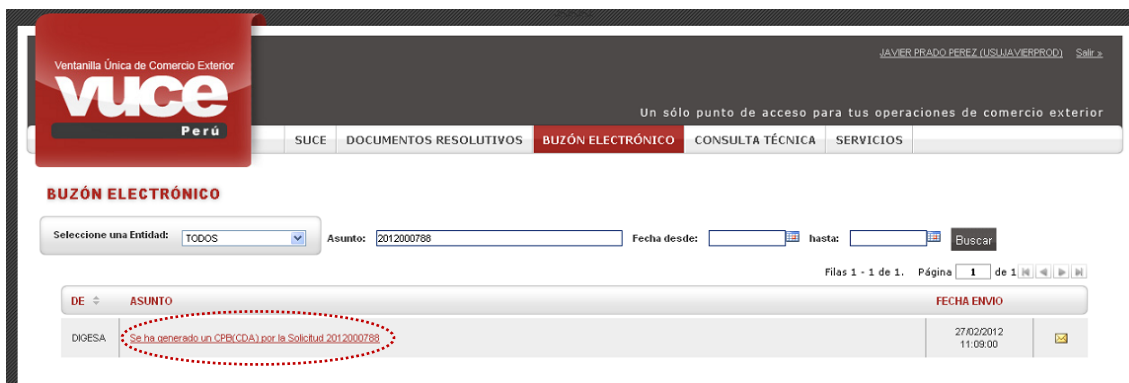 JAVIER PRADO PEREZ (USUJAVIERPROD) Salir »
Ventanilla Única de Comercio Exterior
vuce
Perú
Un sólo punto de acceso para tus operaciones de comercio exterior
SUCE DOCUMENTOS RESOLUTIVOS BUZÓN ELECTRÓNICO CONSULTA TÉCNICA SERVICIOS
BUZÓN ELECTRÓNICO
Seleccione una Entidad: TODOS Asunto: 2012000788 Fecha desde: hasta: Buscar
Filas 1 - 1 de 1. Página 1 de 1
DE ASUNTO FECHA ENVIO
DIGESA Se ha generado un CPB(CDA) por la Solicitud 2012000788 27/02/2012
11:09:00